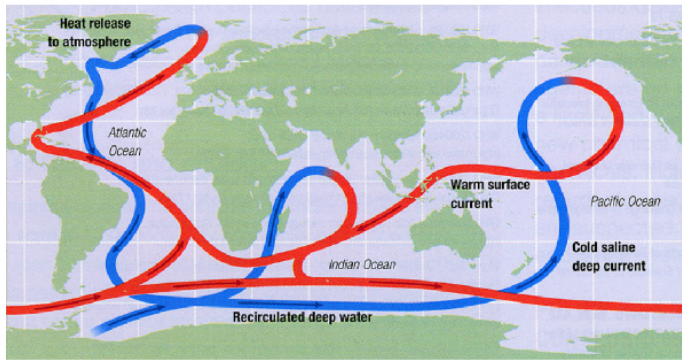 Heat release
to atmosphere
Atlantic
Ocean
Warm surface
current
Pacific Ocean
Cold saline
deep current
Indian Ocean
Recirculated deep water